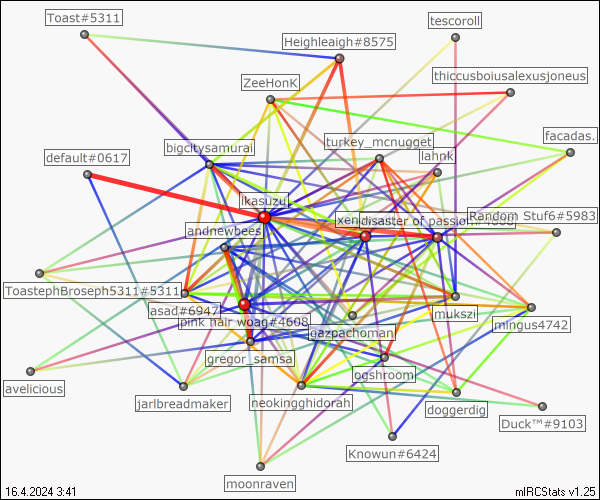 Toast#5311
tescoroll
Heighleaigh#8575
thiccusboiusalexusjoneus
ZeeHonK
turkey_mcnugget
facadas.
bigcitysamurai
lahnk
default#0617
ikasuzu
Random Stuf6#5983
disaster of passion
andnewbees
ToastephBroseph5311#5311
asad#6947
pink hair woag#4608
mukszi
mingus4742
gazpachoman
gregor_samsa
ogshroom
avelicious
jarlbreadmaker
neokingghidorah
doggerdig
Duck™#9103
Knowun#6424
moonraven
16.4.2024 3:41
mIRCStats v1.25